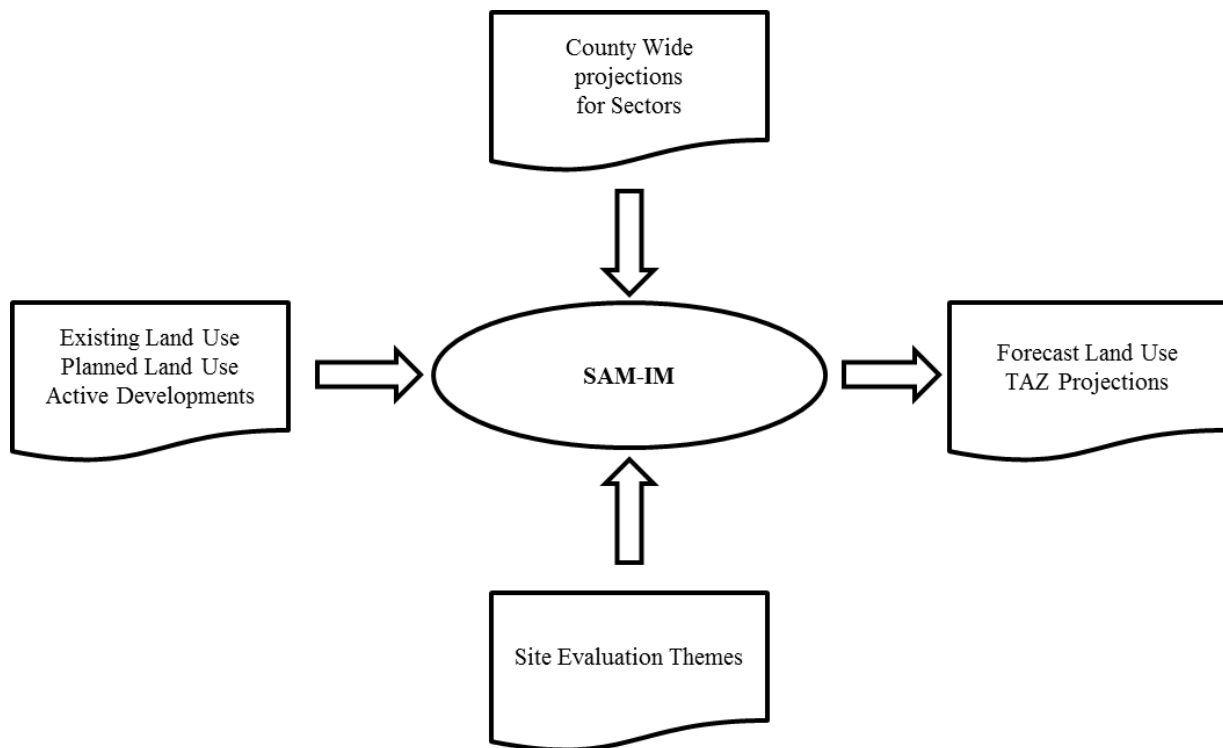 County Wide
projections
for Sectors
Existing Land Use
Planned Land Use
Active Developments
SAM-IM
Forecast Land Use
TAZ Projections
Site Evaluation Themes